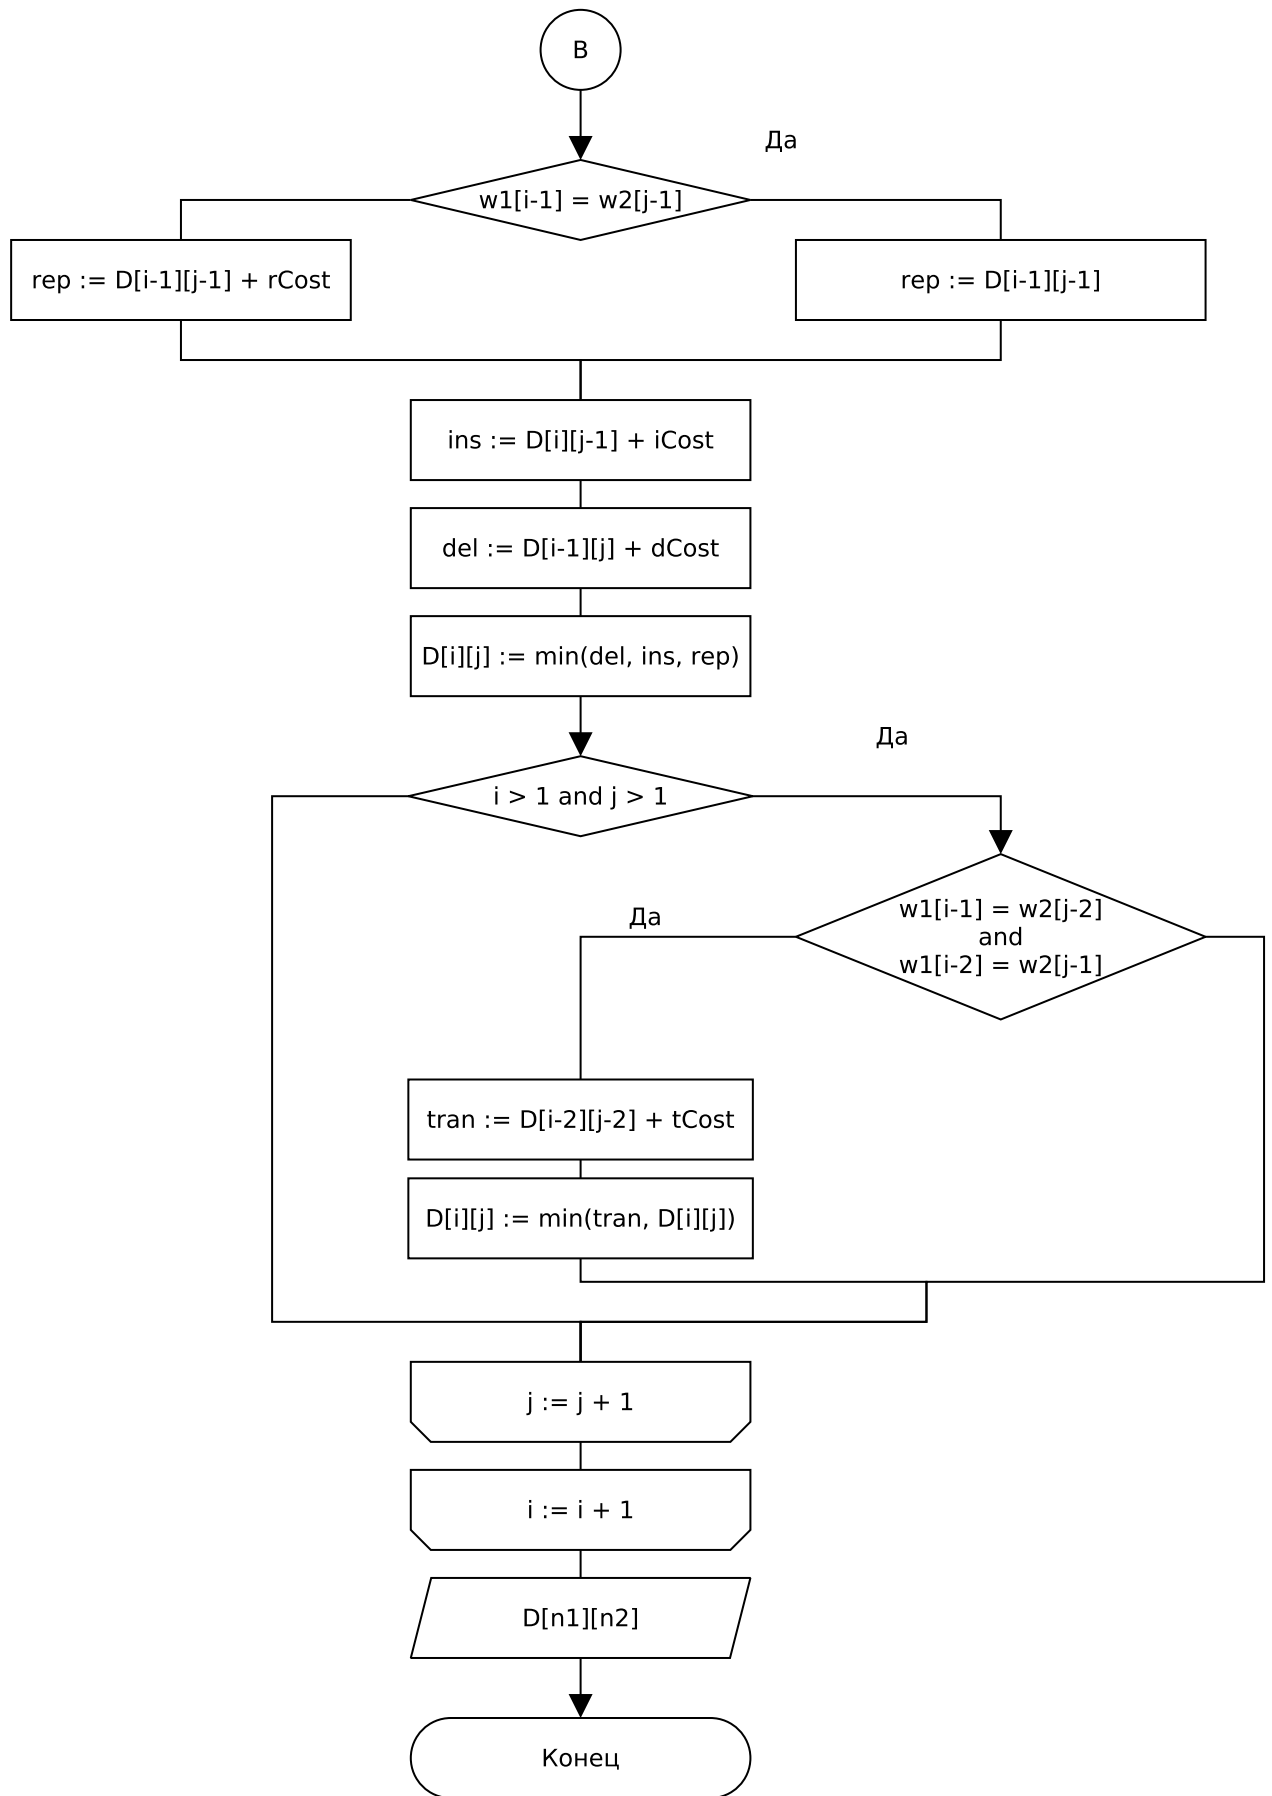 B
Да
w1[i-1] = w2[j-1]
rep := D[i-1][j-1] + rCost
rep := D[i-1][j-1]
ins := D[i][j-1] + iCost
del := D[i-1][j] + dCost
D[i][j] := min(del, ins, rep)
Да
i > 1 and j > 1
w1[i-1] = w2[j-2]
and
w1[i-2] = w2[j-1]
Да
tran := D[i-2][j-2] + tCost
D[i][j] := min(tran, D[i][j])
j := j + 1
i := i + 1
D[n1][n2]
Конец